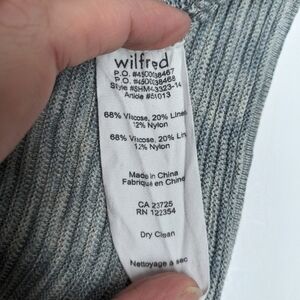 wilfred
P.O. #4500038467
P.O. #4500038468
Style #SHM43323-14
Article #51013
68% Viscose, 20% Linen
12% Nylon
68% Viscose, 20% Lin
12% Nylon
Made in China
Fabriqué en Chine
CA 23725
RN 122354
Dry Clean
Nettoyage à sec